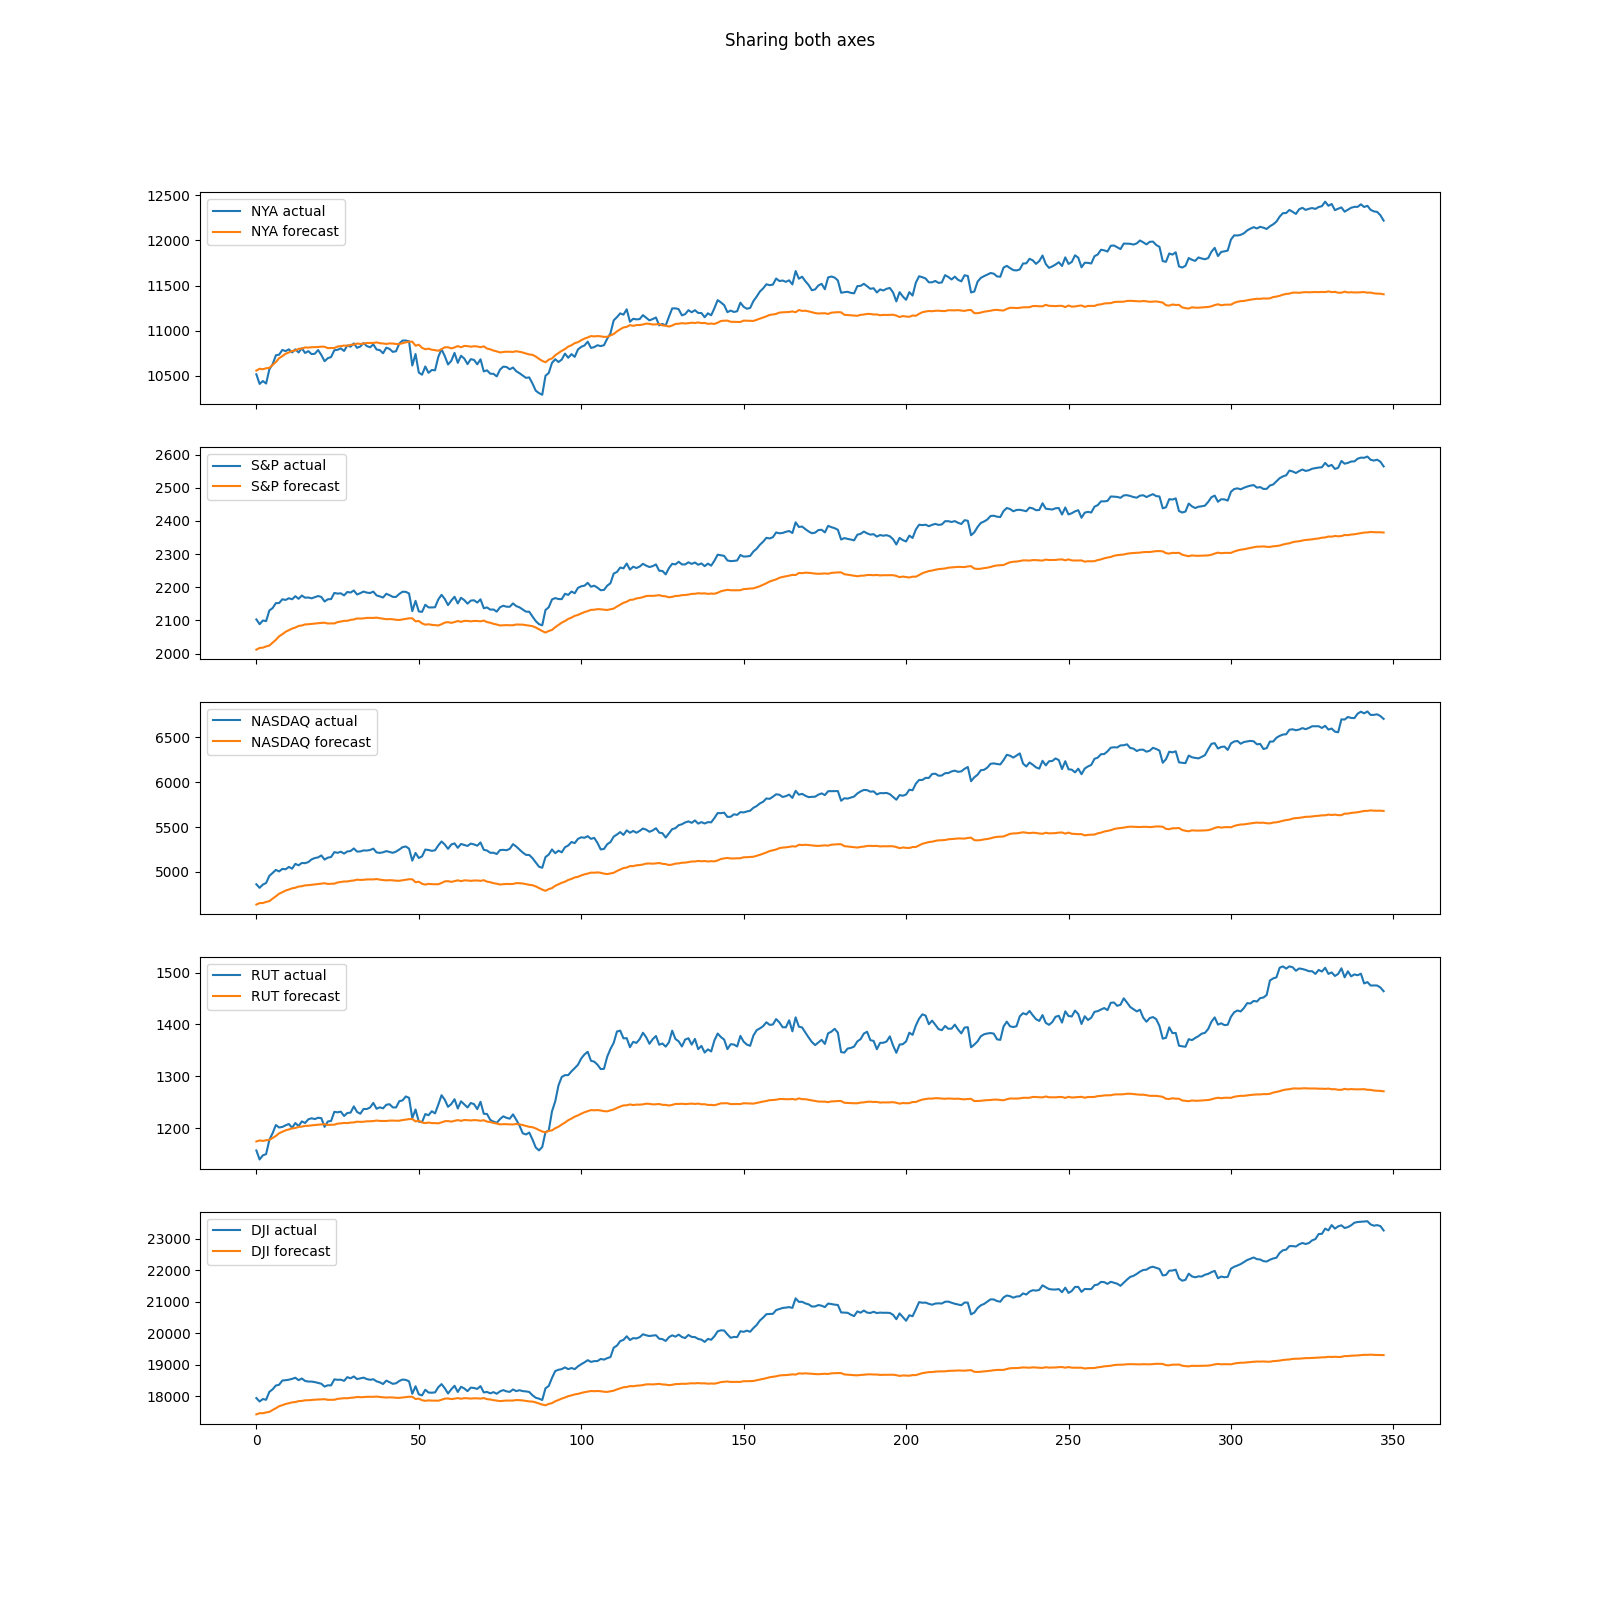 Sharing both axes
12500
12000
11500
11000
10500
NYA actual
NYA forecast
2600
2500
2400
2300
2200
2100
2000
S&P actual
S&P forecast
6500
6000
5500
5000
NASDAQ actual
NASDAQ forecast
1500
1400
1300
1200
RUT actual
RUT forecast
23000
22000
21000
20000
19000
18000
DJI actual
DJI forecast
0 50 100 150 200 250 300 350